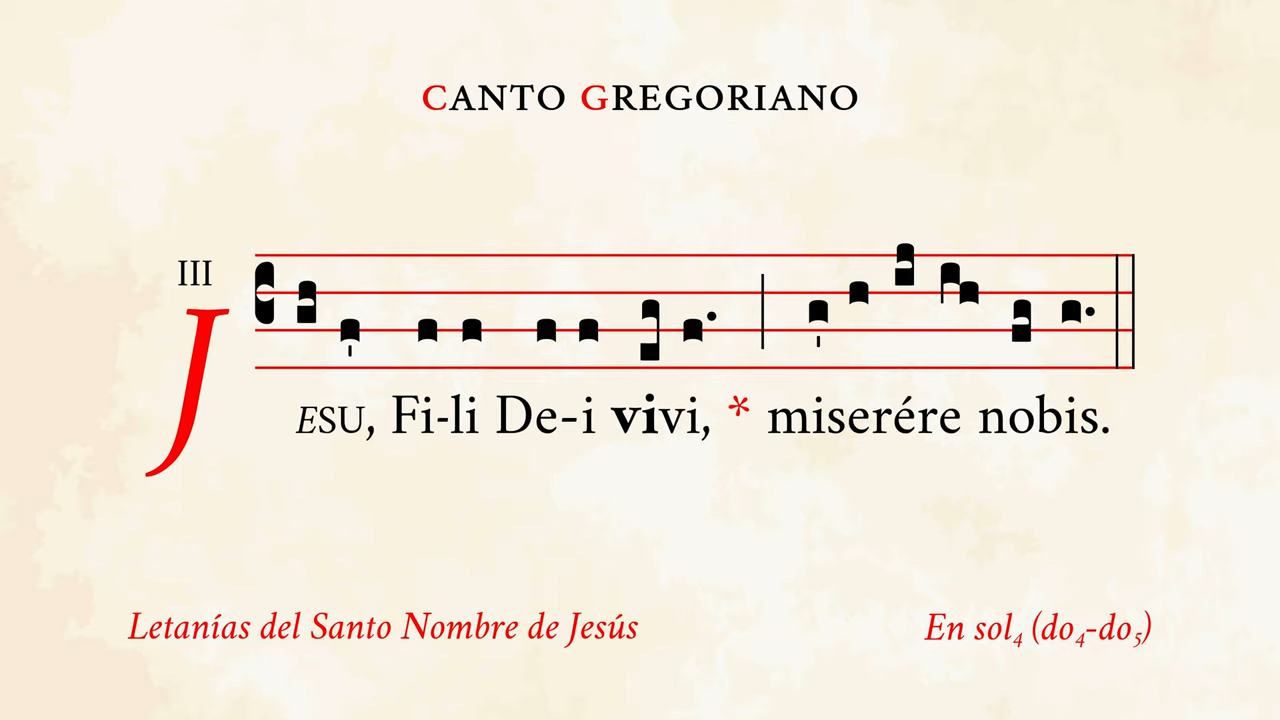 CANTO GREGORIANO
III
JESU, Fi-li De-i vivi, * miserére nobis.
Letanías del Santo Nombre de Jesús
En sol₄ (do₄-do₅)